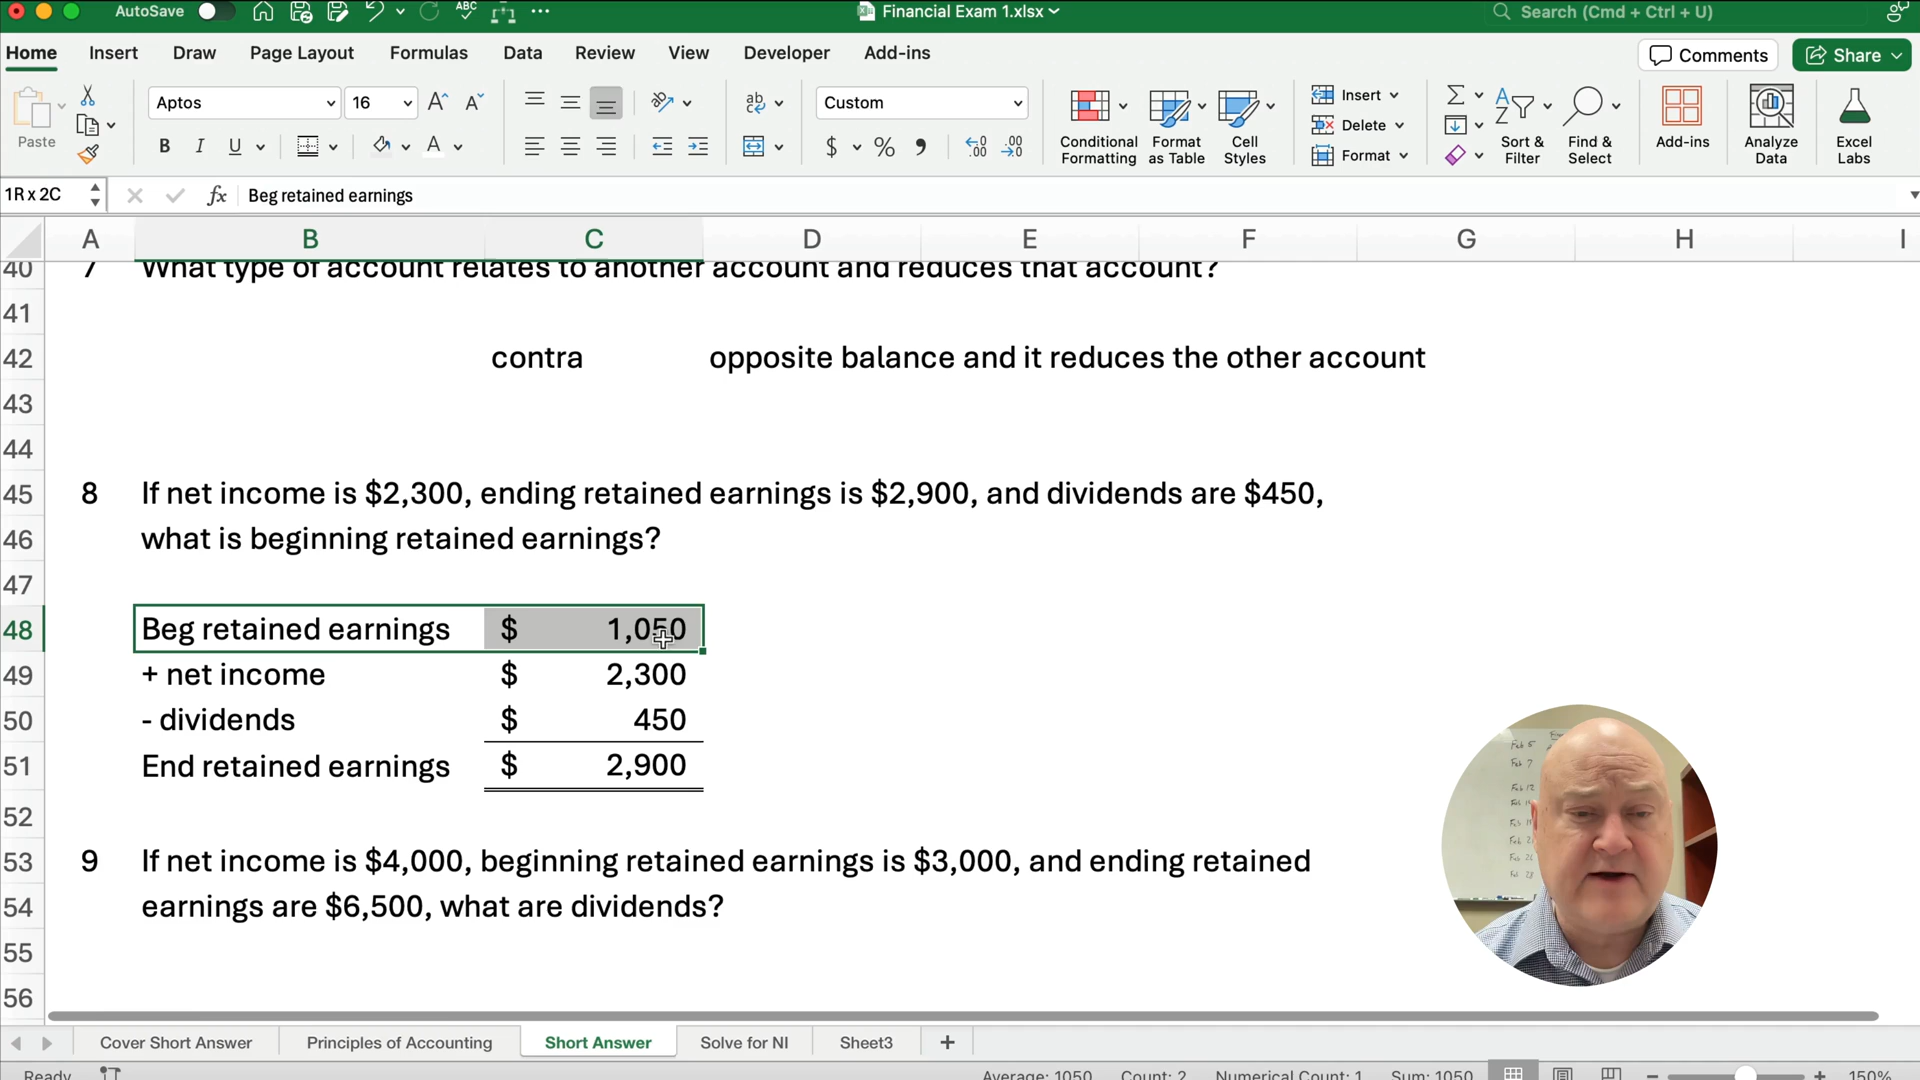 AutoSave
ABC
Financial Exam 1.xlsx
Search (Cmd + Ctrl + U)
Home Insert Draw Page Layout Formulas Data Review View Developer Add-ins
Comments
Share
Paste
Aptos
16
Custom
Conditional Formatting
Format as Table
Cell Styles
Insert
Delete
Format
Sort & Filter
Find & Select
Add-ins
Analyze Data
Excel Labs
1R x 2C
fx Beg retained earnings
A B C D E F G H I
40 7 What type of account relates to another account and reduces that account?
41
42 contra opposite balance and it reduces the other account
43
44
45 8 If net income is $2,300, ending retained earnings is $2,900, and dividends are $450,
46 what is beginning retained earnings?
47
48 Beg retained earnings $ 1,050
49 + net income $ 2,300
50 - dividends $ 450
51 End retained earnings $ 2,900
52
53 9 If net income is $4,000, beginning retained earnings is $3,000, and ending retained
54 earnings are $6,500, what are dividends?
55
56
Cover Short Answer Principles of Accounting Short Answer Solve for NI Sheet3 +
Ready Average: 1050 Count: 2 Numerical Count: 1 Sum: 1050 150%